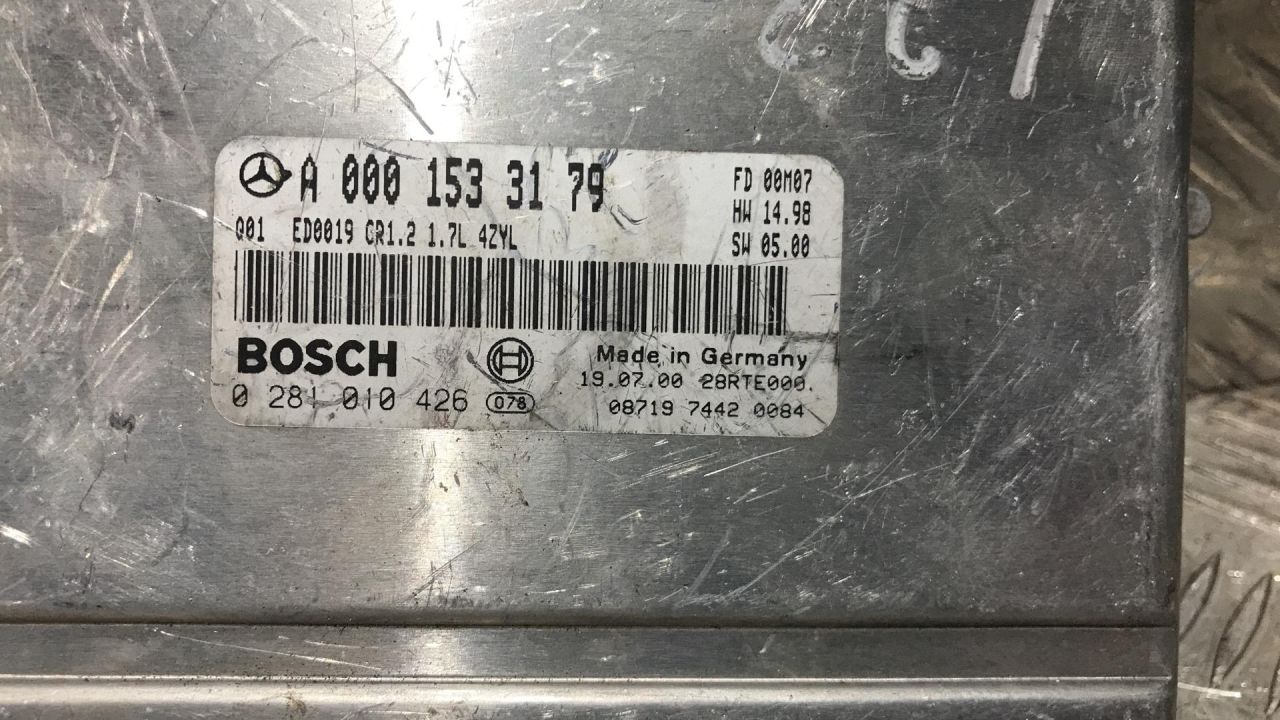 A 000 153 31 79
FD 00M07
HW 14.98
Q01 ED0019 CR1.2 1.7L 4ZYL
SW 05.00
BOSCH
Made in Germany
19.07.00 28RTE000.
0 281 010 426 078
08719 7442 0084